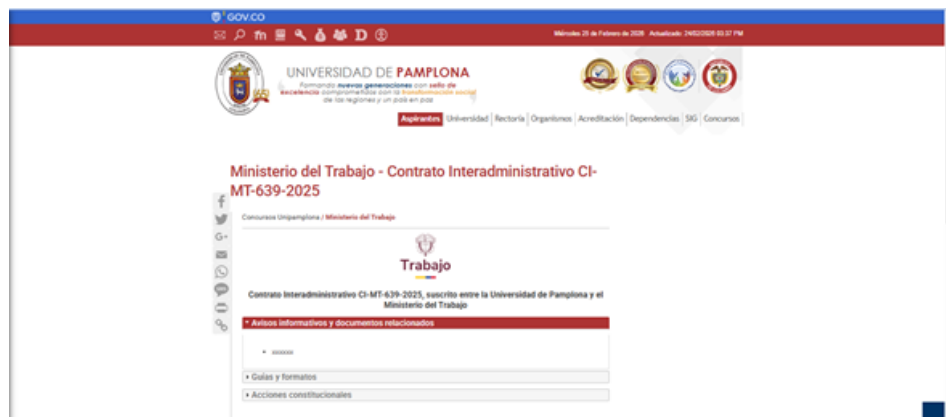 GOV.CO
Miércoles 25 de Febrero de 2026 Actualizado: 24/02/2026 03:37 PM
UNIVERSIDAD DE PAMPLONA
Formando nuevas generaciones con sello de
excelencia comprometidos con la transformación social
de las regiones y un país en paz
Aspirantes Universidad Rectoría Organismos Acreditación Dependencias SIG Concursos
Ministerio del Trabajo - Contrato Interadministrativo CI-
MT-639-2025
Concursos Unipamplona / Ministerio del Trabajo
Trabajo
Contrato Interadministrativo CI-MT-639-2025, suscrito entre la Universidad de Pamplona y el
Ministerio del Trabajo
Avisos informativos y documentos relacionados
Guías y formatos
Acciones constitucionales